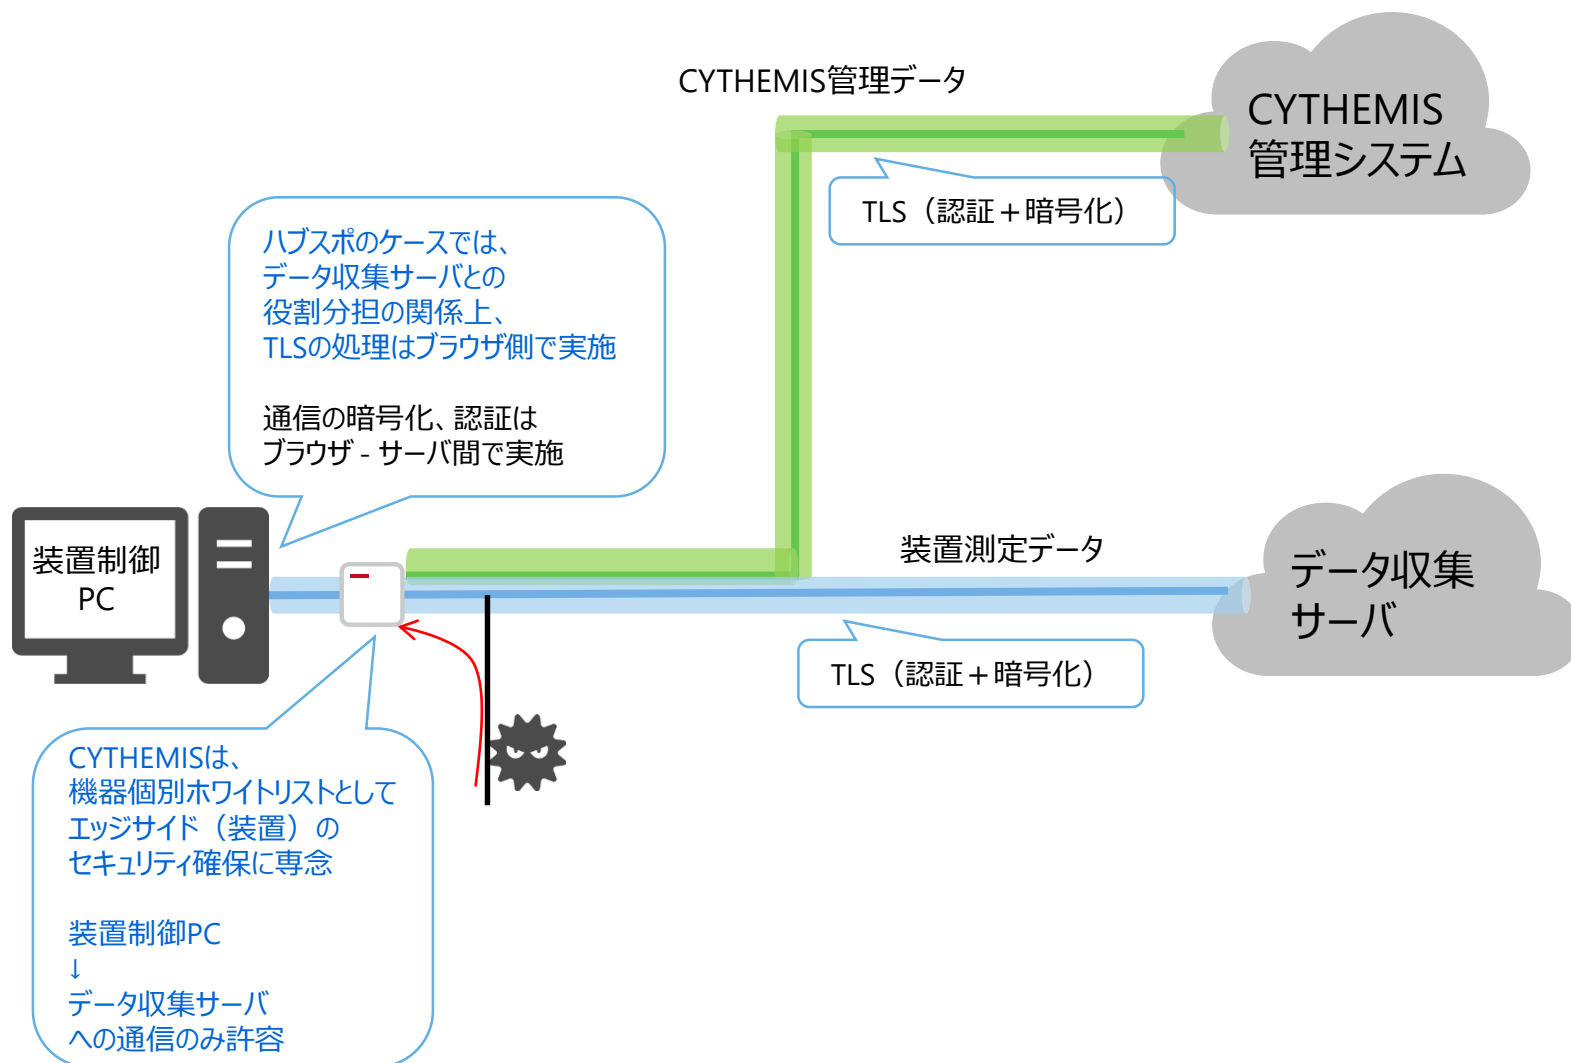 CYTHEMIS管理データ
CYTHEMIS
管理システム
TLS（認証＋暗号化）
ハブスポのケースでは、
データ収集サーバとの
役割分担の関係上、
TLSの処理はブラウザ側で実施
通信の暗号化、認証は
ブラウザ - サーバ間で実施
装置制御
PC
装置測定データ
データ収集
サーバ
TLS（認証＋暗号化）
CYTHEMISは、
機器個別ホワイトリストとして
エッジサイド（装置）の
セキュリティ確保に専念
装置制御PC
↓
データ収集サーバ
への通信のみ許容